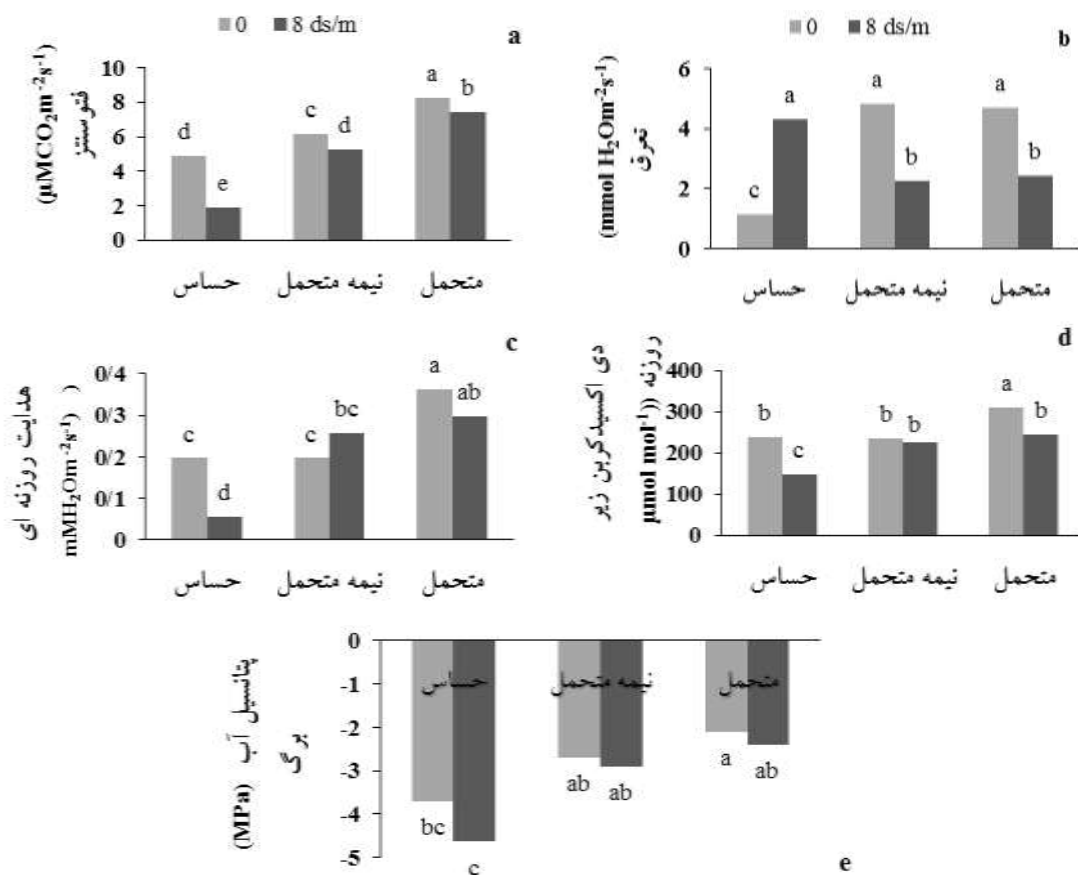 0 8 ds/m
a
(μMCO₂m⁻²s⁻¹)
فتوسنتز
10
8
6
4
2
0
d e c d a b
حساس نیمه متحمل متحمل
0 8 ds/m
b
(mmol H₂Om⁻²s¹)
تعرق
6
4
2
0
c a a b a b
حساس نیمه متحمل متحمل
c
هدایت روزنه ای
mMH₂Om⁻²s¹) )
0/4
0/3
0/2
0/1
0
c d c bc a ab
حساس نیمه متحمل متحمل
d
دی اکسیدکربن زیر
روزنه ((μmol mol⁻¹)
400
300
200
100
0
b c b b a b
حساس نیمه متحمل متحمل
پتانسیل آب
برگ
(MPa)
0
-1
-2
-3
-4
-5
حساس نیمه متحمل متحمل
bc c ab ab a ab
e